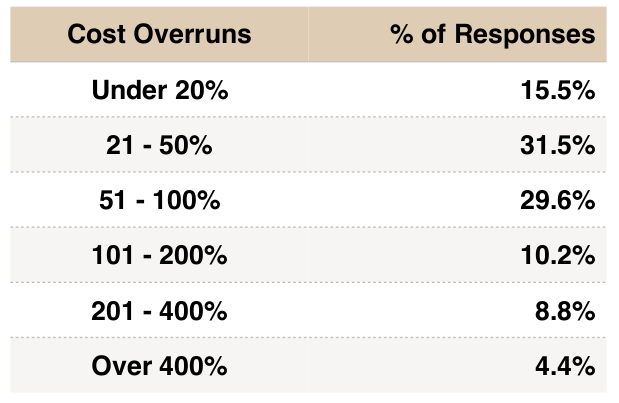 Cost Overruns % of Responses
Under 20% 15.5%
21 - 50% 31.5%
51 - 100% 29.6%
101 - 200% 10.2%
201 - 400% 8.8%
Over 400% 4.4%